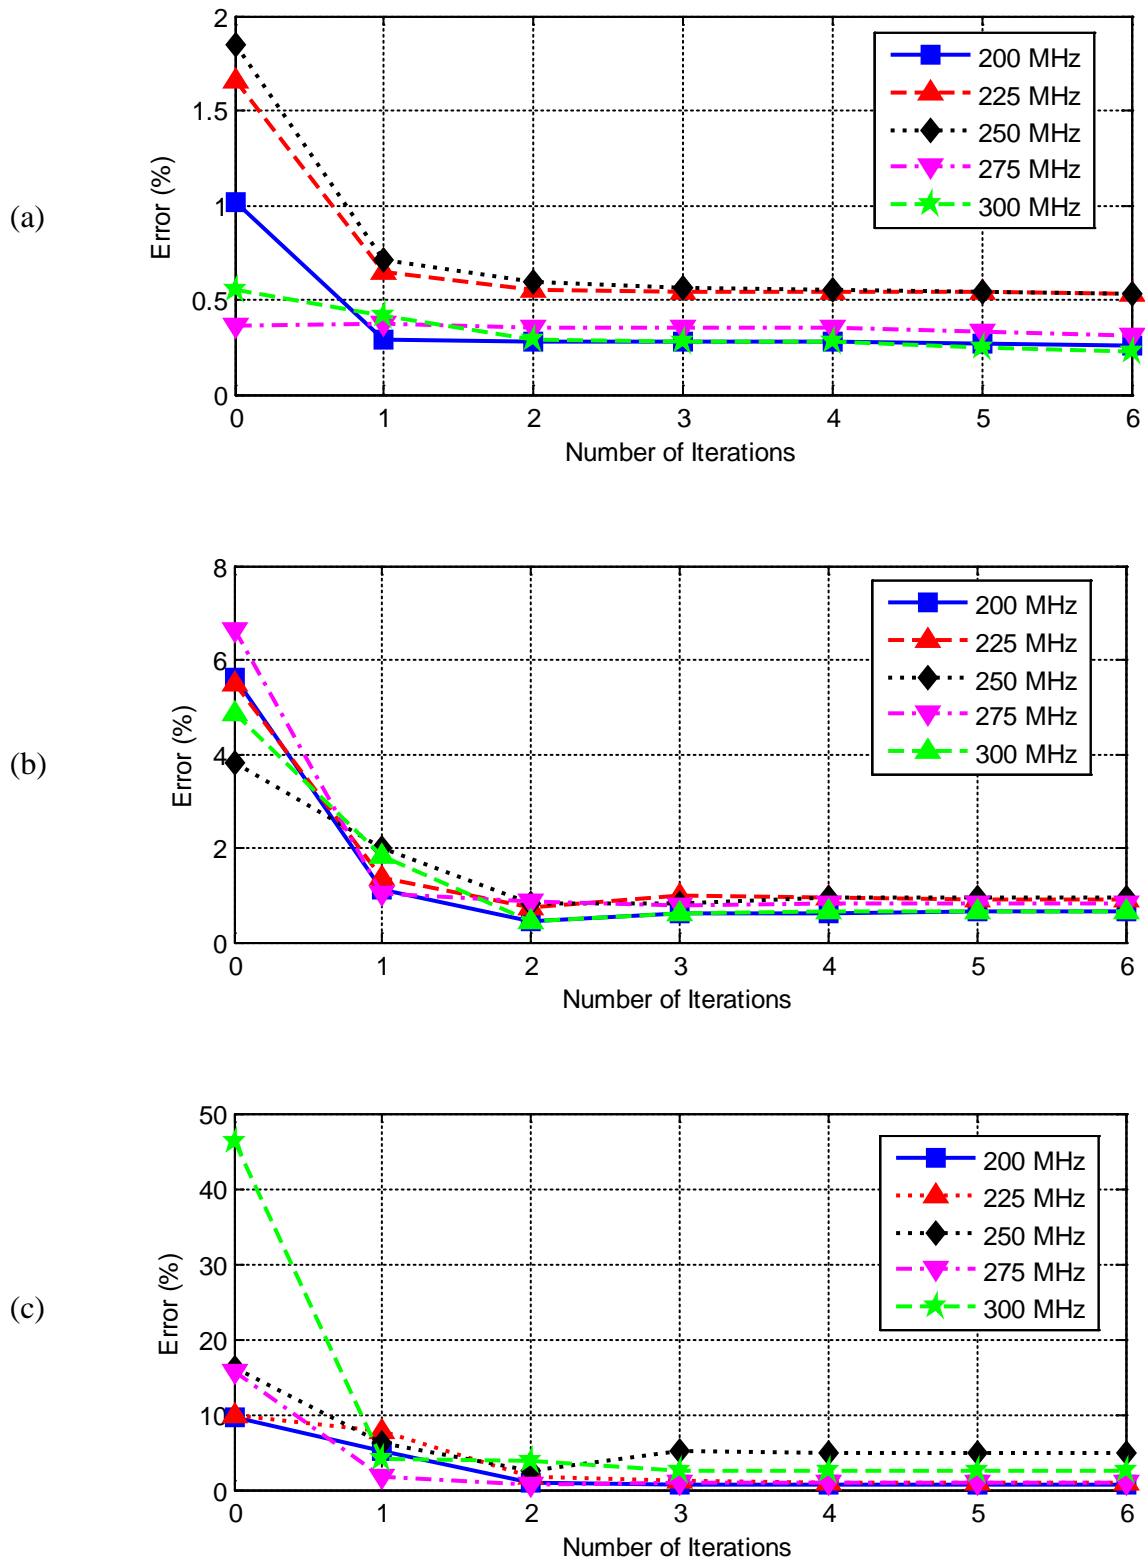 (a)
Error (%)
2
1.5
1
0.5
0
0 1 2 3 4 5 6
Number of Iterations
200 MHz
225 MHz
250 MHz
275 MHz
300 MHz
(b)
Error (%)
8
6
4
2
0
0 1 2 3 4 5 6
Number of Iterations
200 MHz
225 MHz
250 MHz
275 MHz
300 MHz
(c)
Error (%)
50
40
30
20
10
0
0 1 2 3 4 5 6
Number of Iterations
200 MHz
225 MHz
250 MHz
275 MHz
300 MHz